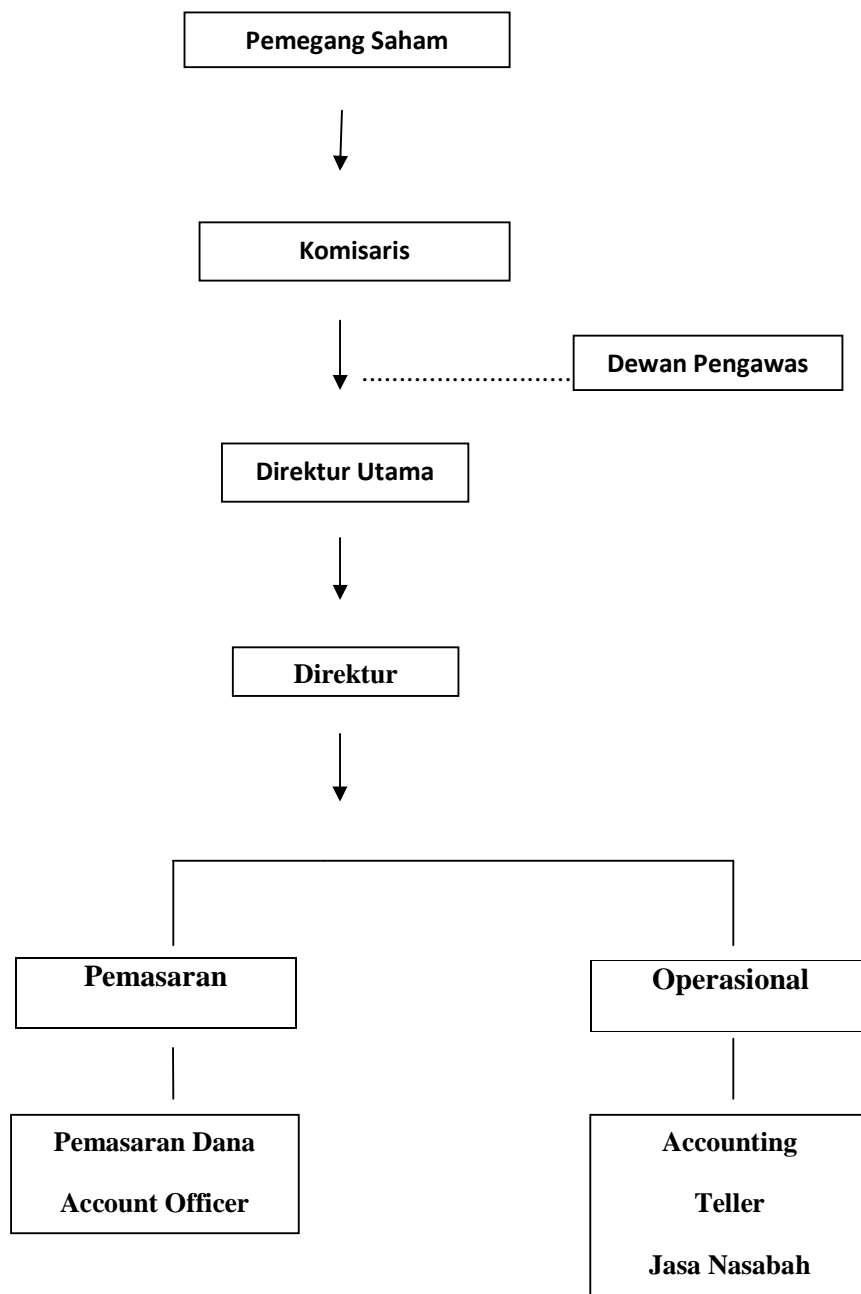 Pemegang Saham
Komisaris
Dewan Pengawas
Direktur Utama
Direktur
Pemasaran
Operasional
Pemasaran Dana
Account Officer
Accounting
Teller
Jasa Nasabah